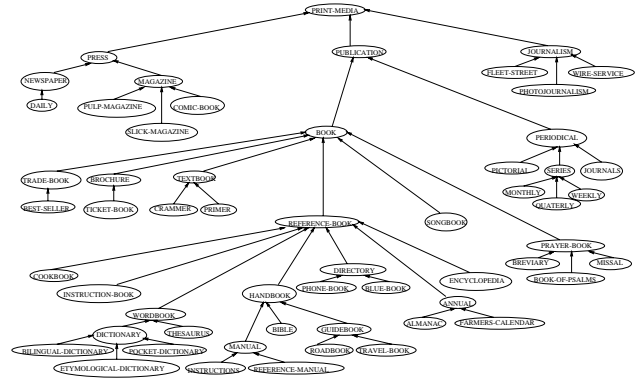 PRINT-MEDIA
PRESS
PUBLICATION
JOURNALISM
NEWSPAPER
MAGAZINE
FLEET-STREET
WIRE-SERVICE
DAILY
PULP-MAGAZINE
COMIC-BOOK
PHOTOJOURNALISM
SLICK-MAGAZINE
BOOK
PERIODICAL
TRADE-BOOK
BROCHURE
TEXTBOOK
PICTORIAL
SERIES
JOURNALS
MONTHLY
WEEKLY
QUATERLY
BEST-SELLER
TICKET-BOOK
CRAMMER
PRIMER
REFERENCE-BOOK
SONGBOOK
PRAYER-BOOK
BREVIARY
MISSAL
BOOK-OF-PSALMS
COOKBOOK
DIRECTORY
ENCYCLOPEDIA
INSTRUCTION-BOOK
PHONE-BOOK
BLUE-BOOK
HANDBOOK
ANNUAL
WORDBOOK
ALMANAC
FARMERS-CALENDAR
DICTIONARY
THESAURUS
BIBLE
GUIDEBOOK
BILINGUAL-DICTIONARY
POCKET-DICTIONARY
MANUAL
ROADBOOK
TRAVEL-BOOK
ETYMOLOGICAL-DICTIONARY
INSTRUCTIONS
REFERENCE-MANUAL